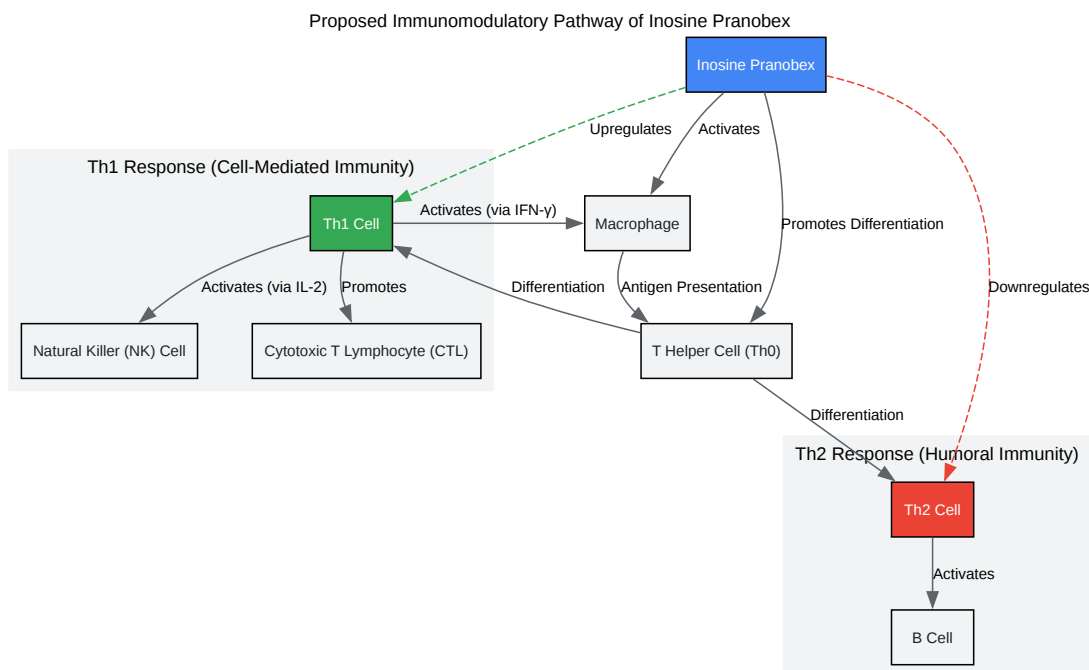 Proposed Immunomodulatory Pathway of Inosine Pranobex
Inosine Pranobex
Upregulates
Activates
Th1 Response (Cell-Mediated Immunity)
Th1 Cell
Activates (via IFN-γ)
Macrophage
Promotes Differentiation
Activates (via IL-2)
Promotes
Differentiation
Antigen Presentation
Downregulates
Natural Killer (NK) Cell
Cytotoxic T Lymphocyte (CTL)
T Helper Cell (Th0)
Differentiation
Th2 Response (Humoral Immunity)
Th2 Cell
Activates
B Cell